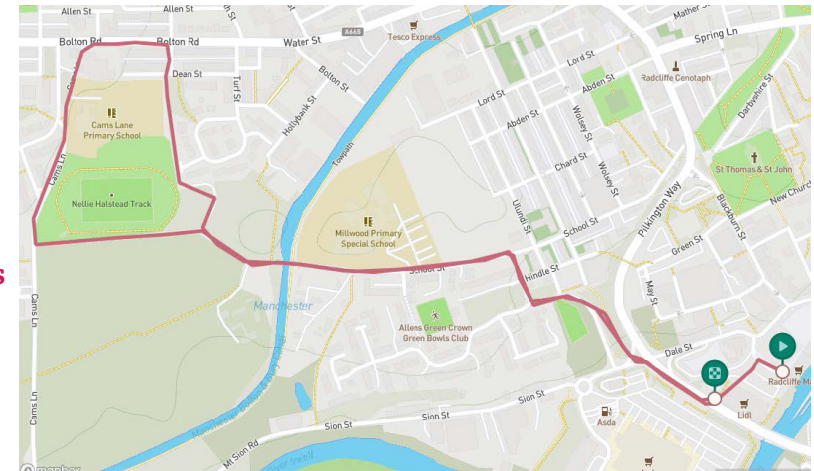 Allen St
Allen St
Mather St
Bolton Rd
Bolton Rd
Water St
A665
Tesco Express
Spring Ln
Dean St
Turf St
Bolton St
Hollybank St
Lord St
Lord St
Abden St
Abden St
Radcliffe Cenotaph
Darbyshire St
Cams Lane
Primary School
Towpath
Wolsey St
Wolsey St
Chard St
St Thomas & St John
New Church
Cams Ln
Nellie Halstead Track
Millwood Primary
Special School
Ulundi St
School St
Pilkington Way
Blackburn St
Green St
School St
Hindle St
May St
s
Cams Ln
Manchester
Allens Green Crown
Green Bowls Club
Dale St
Radcliffe Ma
Lidl
Sion St
Sion St
Asda
Cams Ln
Mt Sion Rd
mapbox